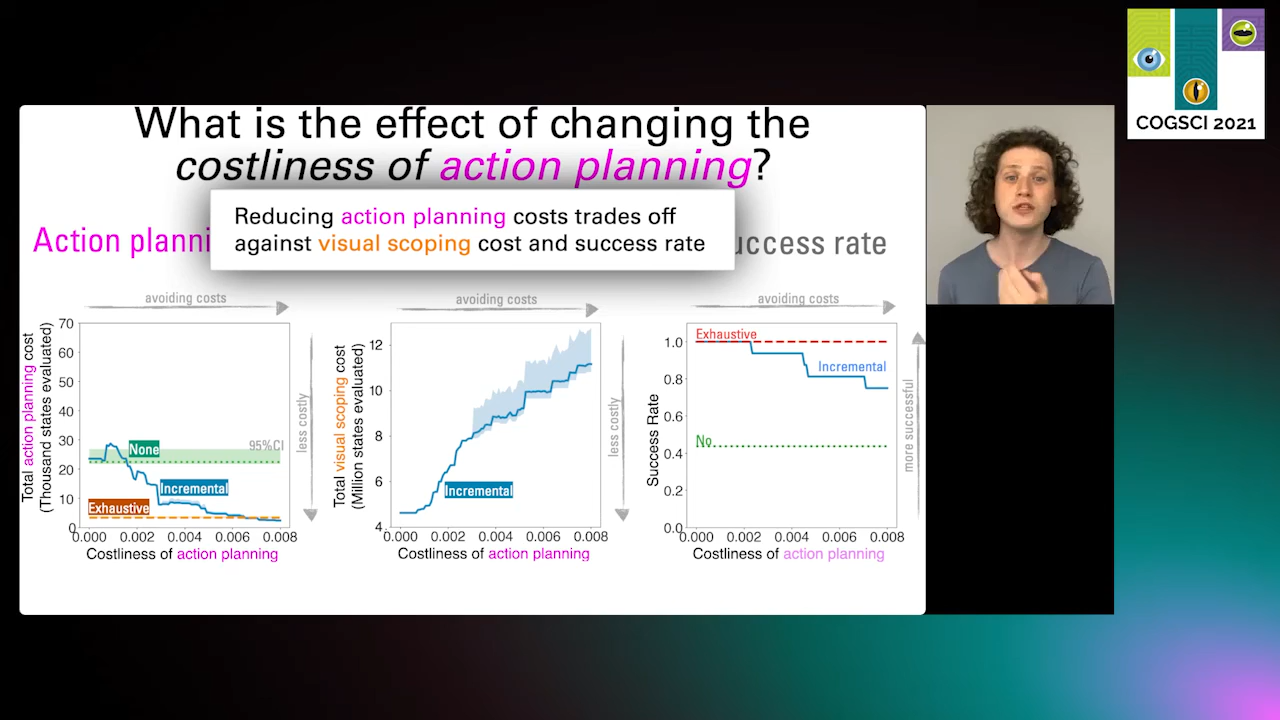 COGSCI 2021
What is the effect of changing the
costliness of action planning?
Reducing action planning costs trades off
against visual scoping cost and success rate
Action planni
uccess rate
avoiding costs
Total action planning cost
(Thousand states evaluated)
70
60
50
40
30
20
10
0
None
95%CI
Incremental
Exhaustive
less costly
0.000 0.002 0.004 0.006 0.008
Costliness of action planning
avoiding costs
Total visual scoping cost
(Million states evaluated)
12
10
8
6
4
Incremental
less costly
0.000 0.002 0.004 0.006 0.008
Costliness of action planning
avoiding costs
Success Rate
1.0
0.8
0.6
0.4
0.2
0.0
Exhaustive
Incremental
No
more successful
0.000 0.002 0.004 0.006 0.008
Costliness of action planning